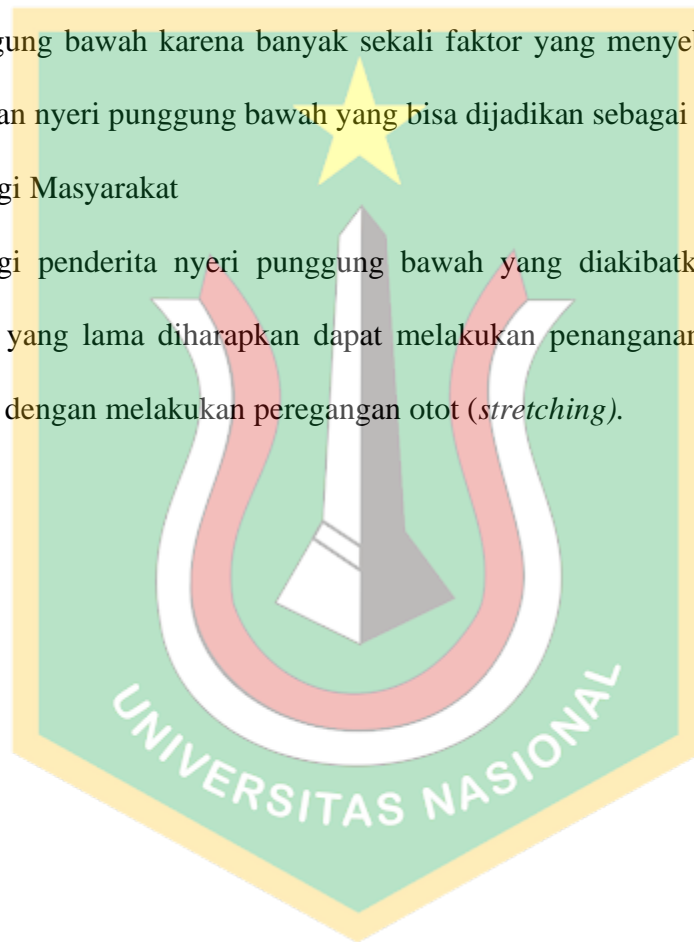 gung bawah karena banyak sekali faktor yang menyeb
an nyeri punggung bawah yang bisa dijadikan sebagai
gi Masyarakat
gi penderita nyeri punggung bawah yang diakibatk
yang lama diharapkan dapat melakukan penanganan
dengan melakukan peregangan otot (stretching).
UNIVERSITAS NASIONAL